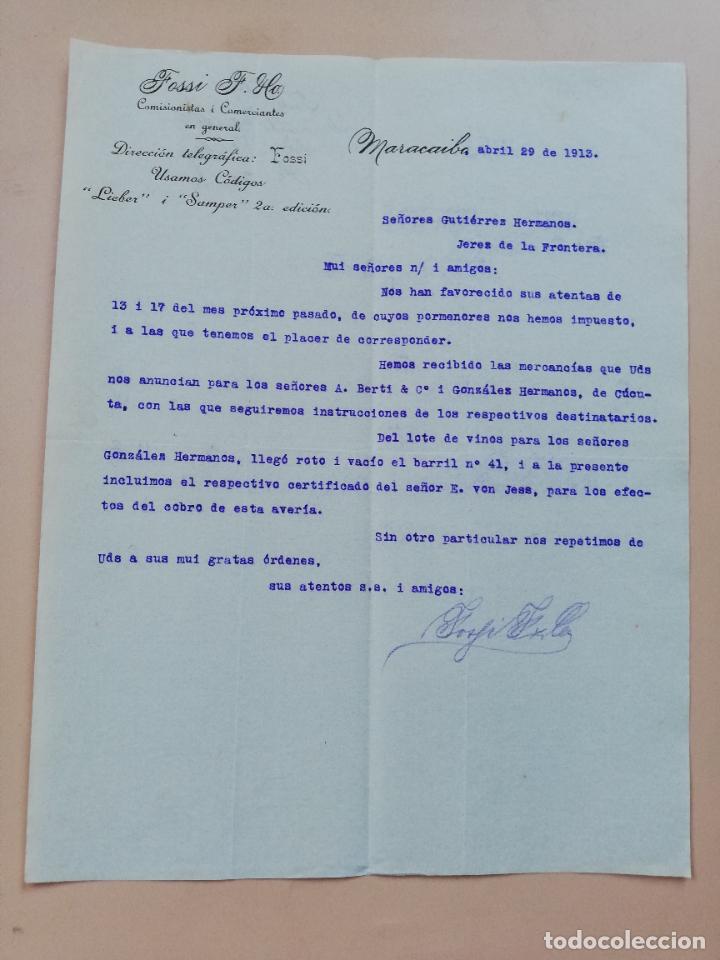 Fossi F. Ho
Comisionistas i Comerciantes
en general.
Dirección telegráfica: Fossi
Usamos Códigos
"Lieber" i "Samper" 2a. edición.
Maracaibo, abril 29 de 1913.
Señores Gutiérrez Hermanos.
Jerez de la Frontera.
Mui señores n/ i amigos:
Nos han favorecido sus atentas de
13 i 17 del mes próximo pasado, de cuyos pormenores nos hemos impuesto,
i a las que tenemos el placer de corresponder.
Hemos recibido las mercancías que Uds
nos anuncian para los señores A. Berti & Cº i González Hermanos, de Cúcu-
ta, con las que seguiremos instrucciones de los respectivos destinatarios.
Del lote de vinos para los señores
González Hermanos, llegó roto i vacío el barril nº 41, i a la presente
incluimos el respectivo certificado del señor E. von Jess, para los efec-
tos del cobro de esta avería.
Sin otro particular nos repetimos de
Uds a sus mui gratas órdenes,
sus atentos s.s. i amigos:
todocoleccion
todocoleccion.net